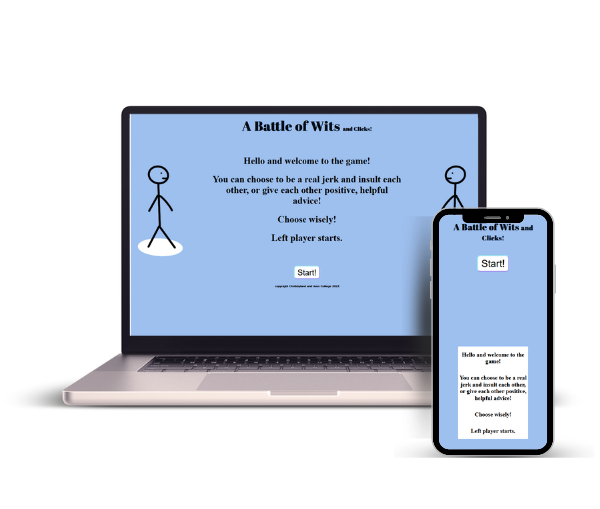 A Battle of Wits and Clicks!
Hello and welcome to the game!
You can choose to be a real jerk and insult each
other, or give each other positive, helpful
advice!
Choose wisely!
Left player starts.
Start!
A Battle of Wits and
Clicks!
Start!
Hello and welcome to the
game!
You can choose to be a real
jerk and insult each other,
or give each other positive,
helpful advice!
Choose wisely!
Left player starts.